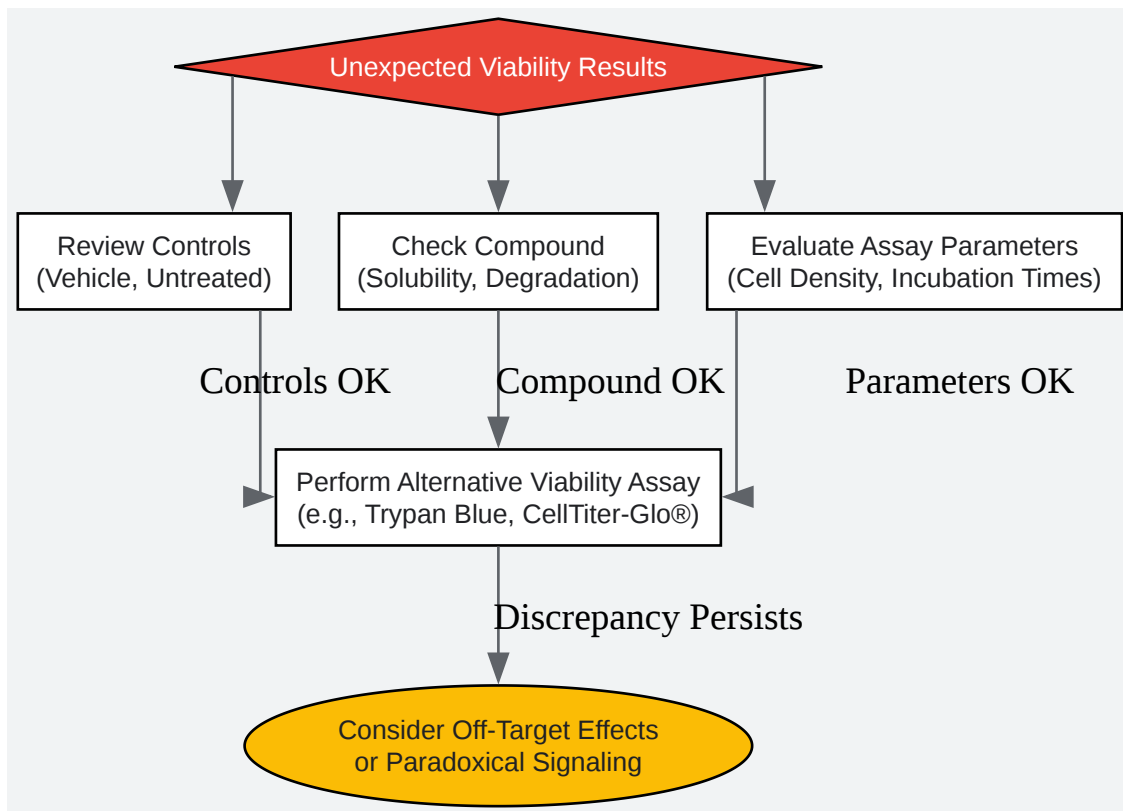 Unexpected Viability Results
Review Controls
(Vehicle, Untreated)
Check Compound
(Solubility, Degradation)
Evaluate Assay Parameters
(Cell Density, Incubation Times)
Controls OK
Compound OK
Parameters OK
Perform Alternative Viability Assay
(e.g., Trypan Blue, CellTiter-Glo®)
Discrepancy Persists
Consider Off-Target Effects
or Paradoxical Signaling